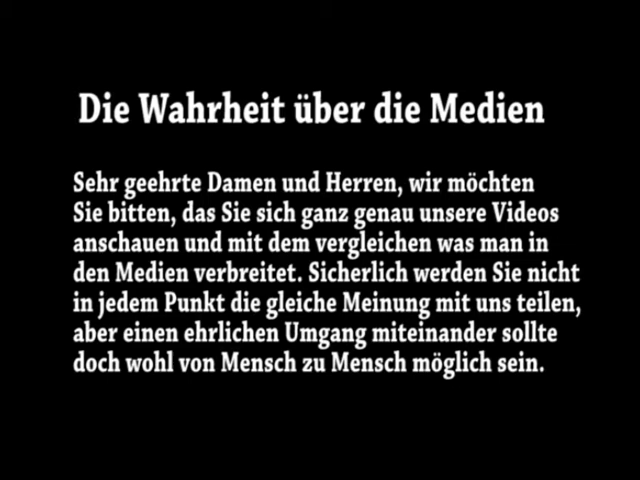 Die Wahrheit über die Medien
Sehr geehrte Damen und Herren, wir möchten
Sie bitten, das Sie sich ganz genau unsere Videos
anschauen und mit dem vergleichen was man in
den Medien verbreitet. Sicherlich werden Sie nicht
in jedem Punkt die gleiche Meinung mit uns teilen,
aber einen ehrlichen Umgang miteinander sollte
doch wohl von Mensch zu Mensch möglich sein.